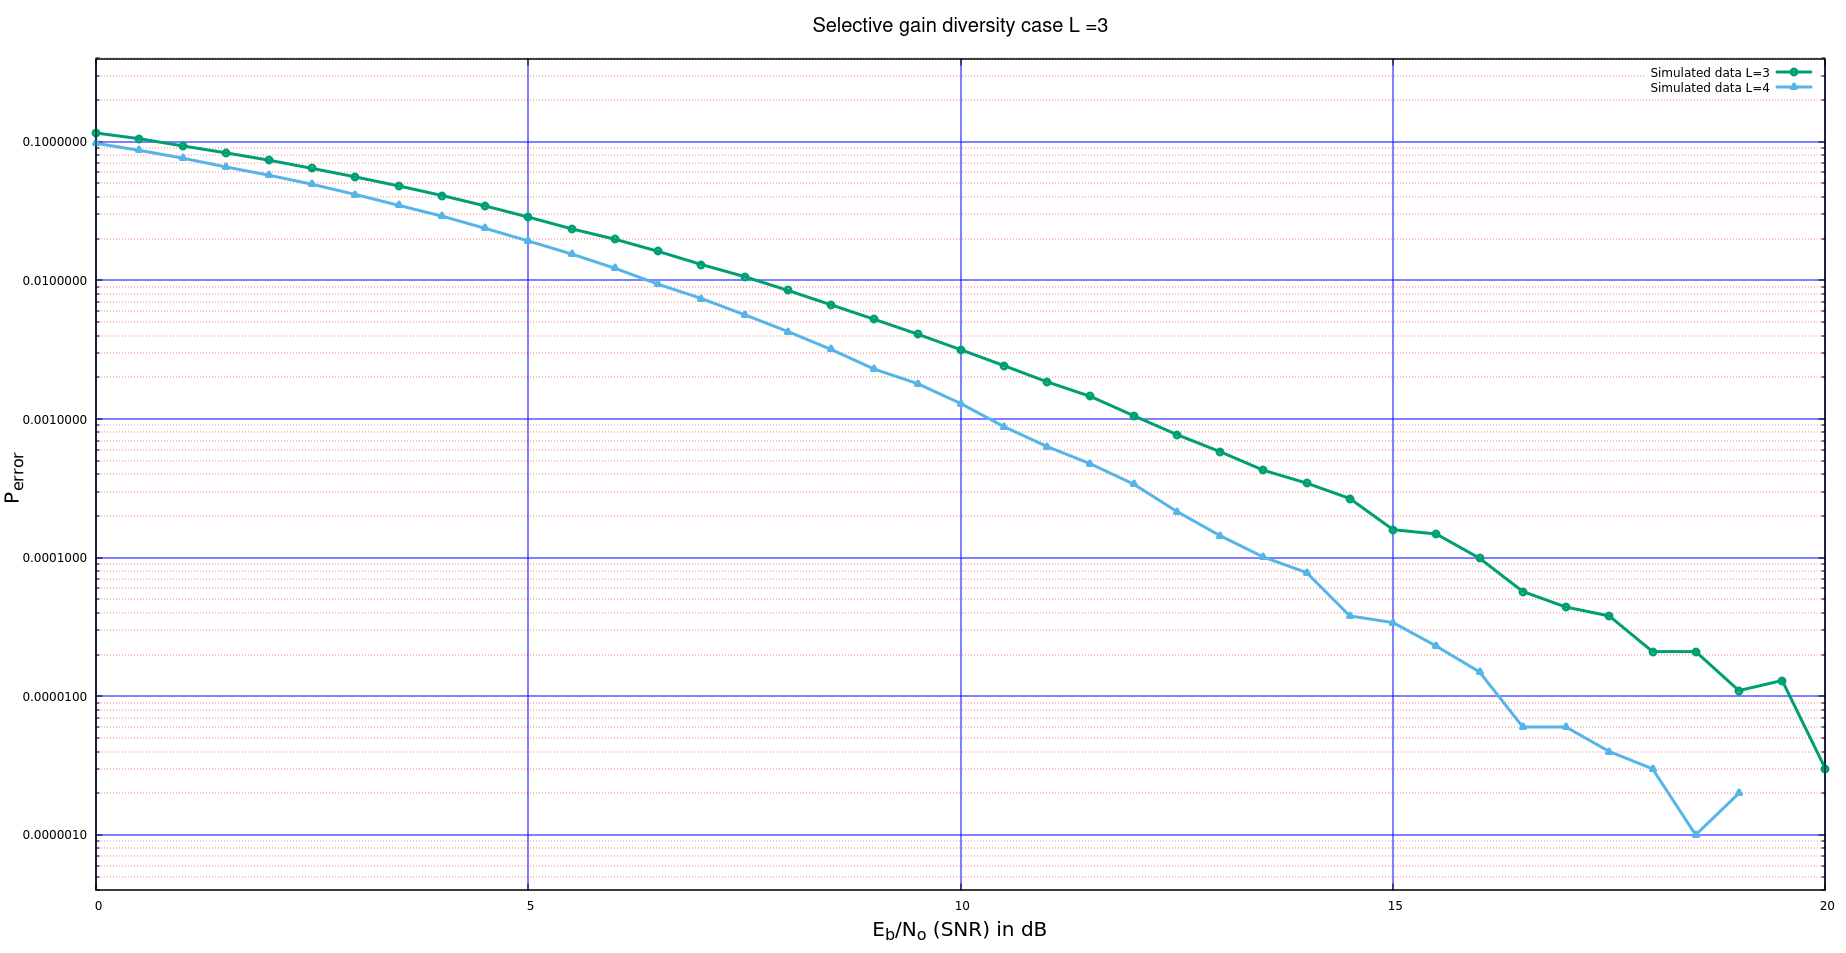 Selective gain diversity case L =3
Simulated data L=3
Simulated data L=4
0.1000000
0.0100000
0.0010000
0.0001000
0.0000100
0.0000010
Perror
0 5 10 15 20
Eb/No (SNR) in dB